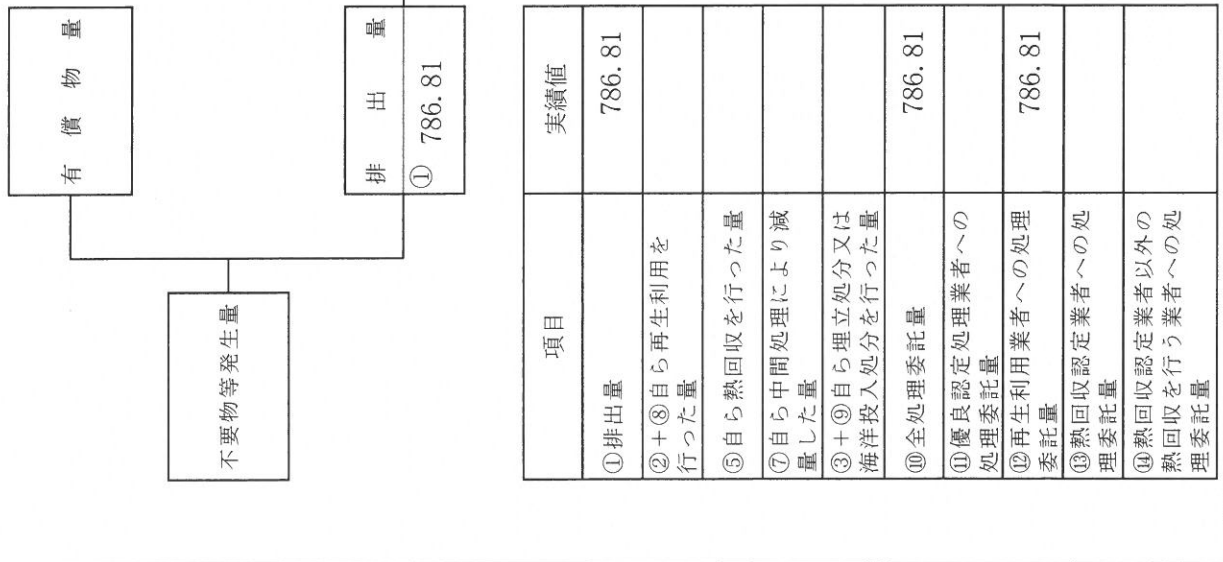 有償物量
不要物等発生量
排出量
① 786.81
項目
実績値
①排出量
786.81
②+⑧自ら再生利用を
行った量
⑤自ら熱回収を行った量
⑦自ら中間処理により減
量した量
③+⑨自ら埋立処分又は
海洋投入処分を行った量
⑩全処理委託量
786.81
⑪優良認定処理業者への
処理委託量
⑫再生利用業者への処理
委託量
786.81
⑬熱回収認定業者への処
理委託量
⑭熱回収認定業者以外の
熱回収を行う業者への処
理委託量